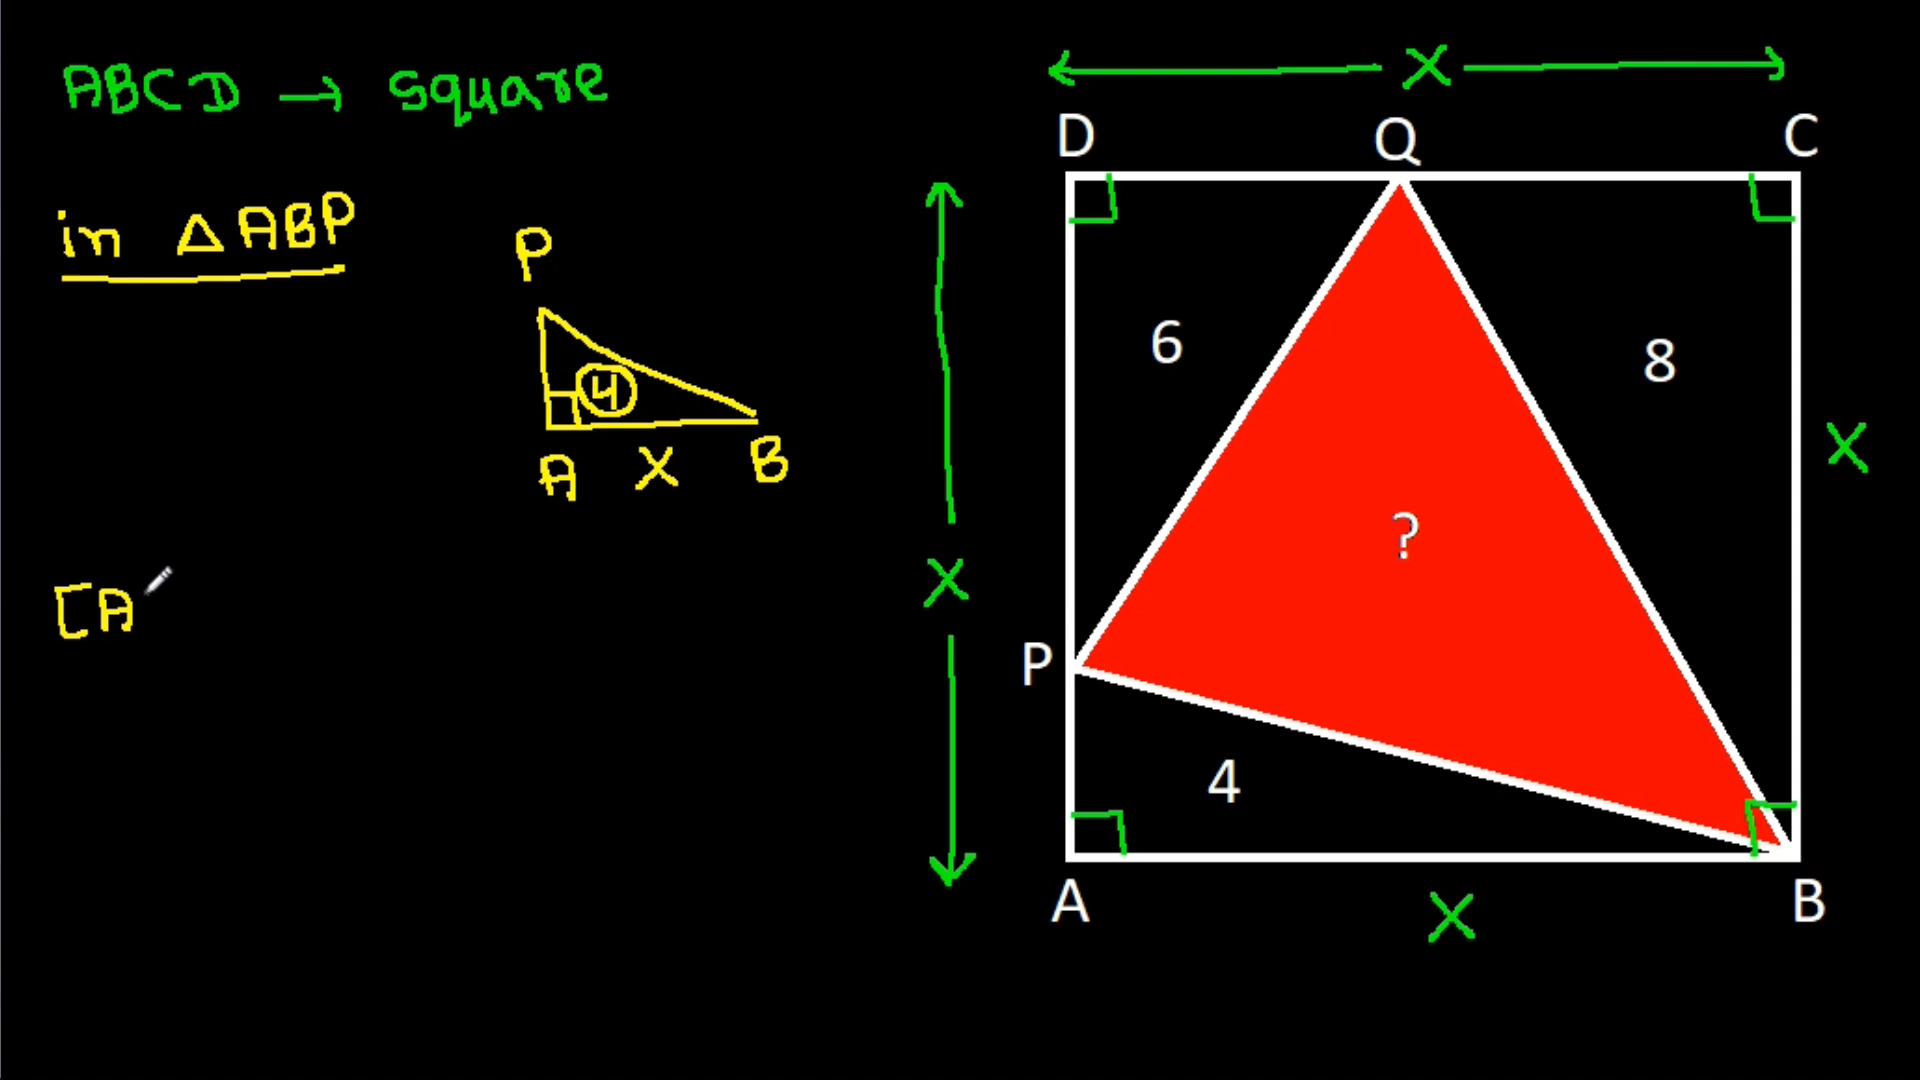 ABCD → square
in △ABP
P
4
A X B
[A
X
D Q C
6
8
X
?
X
P
4
A B
X